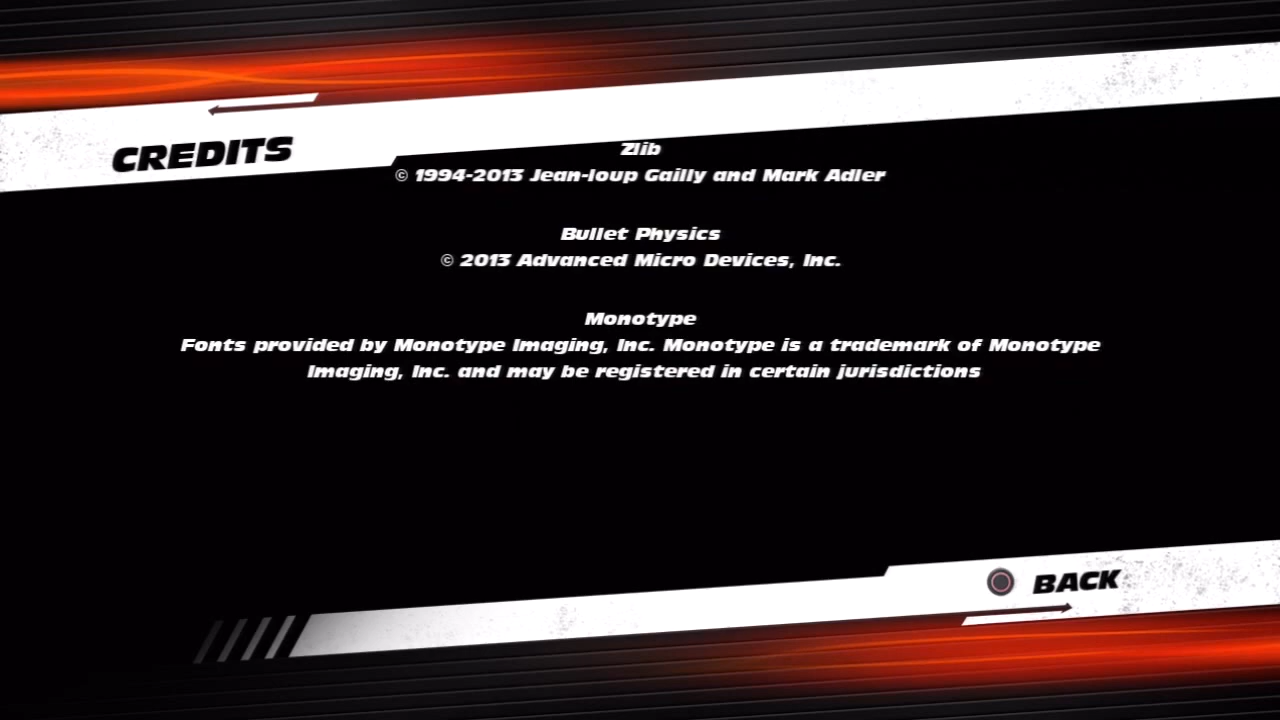 CREDITS
Zlib
© 1994-2013 Jean-loup Gailly and Mark Adler
Bullet Physics
© 2013 Advanced Micro Devices, Inc.
Monotype
Fonts provided by Monotype Imaging, Inc. Monotype is a trademark of Monotype
Imaging, Inc. and may be registered in certain jurisdictions
BACK